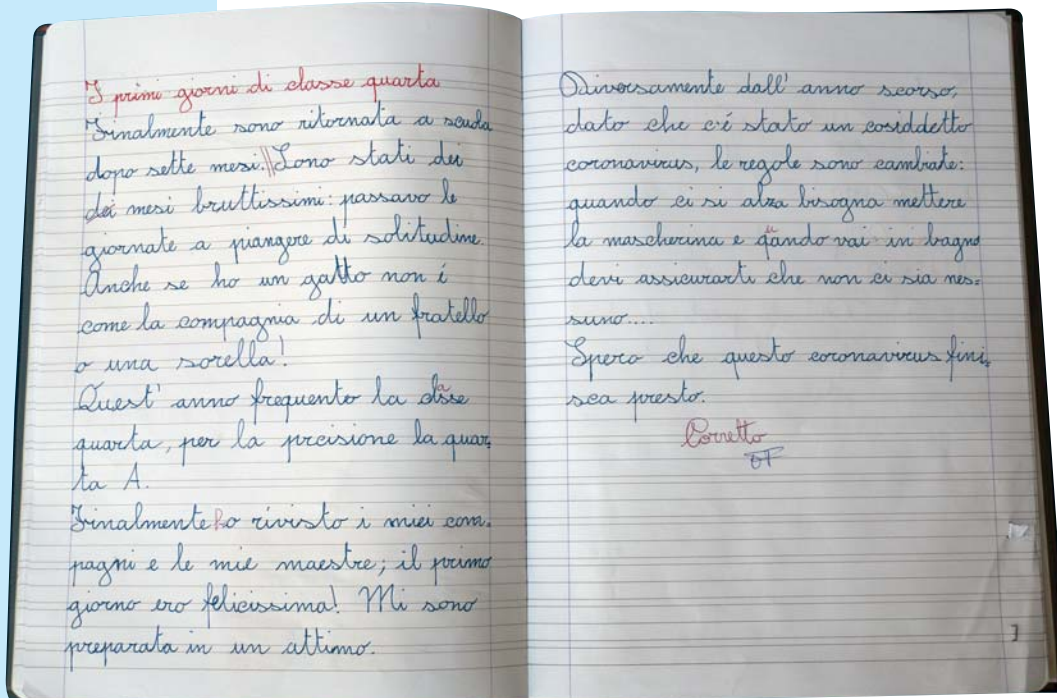 I primi giorni di classe quarta
Finalmente sono ritornata a scuola
dopo sette mesi. Sono stati dei
dei mesi bruttissimi: passavo le
giornate a piangere di solitudine.
Anche se ho un gatto non è
come la compagnia di un fratello
o una sorella!
Quest' anno frequento la classe
quarta, per la precisione la quar=
ta A.
Finalmente ho rivisto i miei com=
pagni e le mie maestre; il primo
giorno ero felicissima! Mi sono
preparata in un attimo.
Diversamente dall' anno scorso,
dato che c'é stato un cosiddetto
coronavirus, le regole sono cambiate:
quando ci si alza bisogna mettere
la mascherina e quando vai in bagno
devi assicurarti che non ci sia nes=
suno....
Spero che questo coronavirus fini=
sca presto.
Corretto